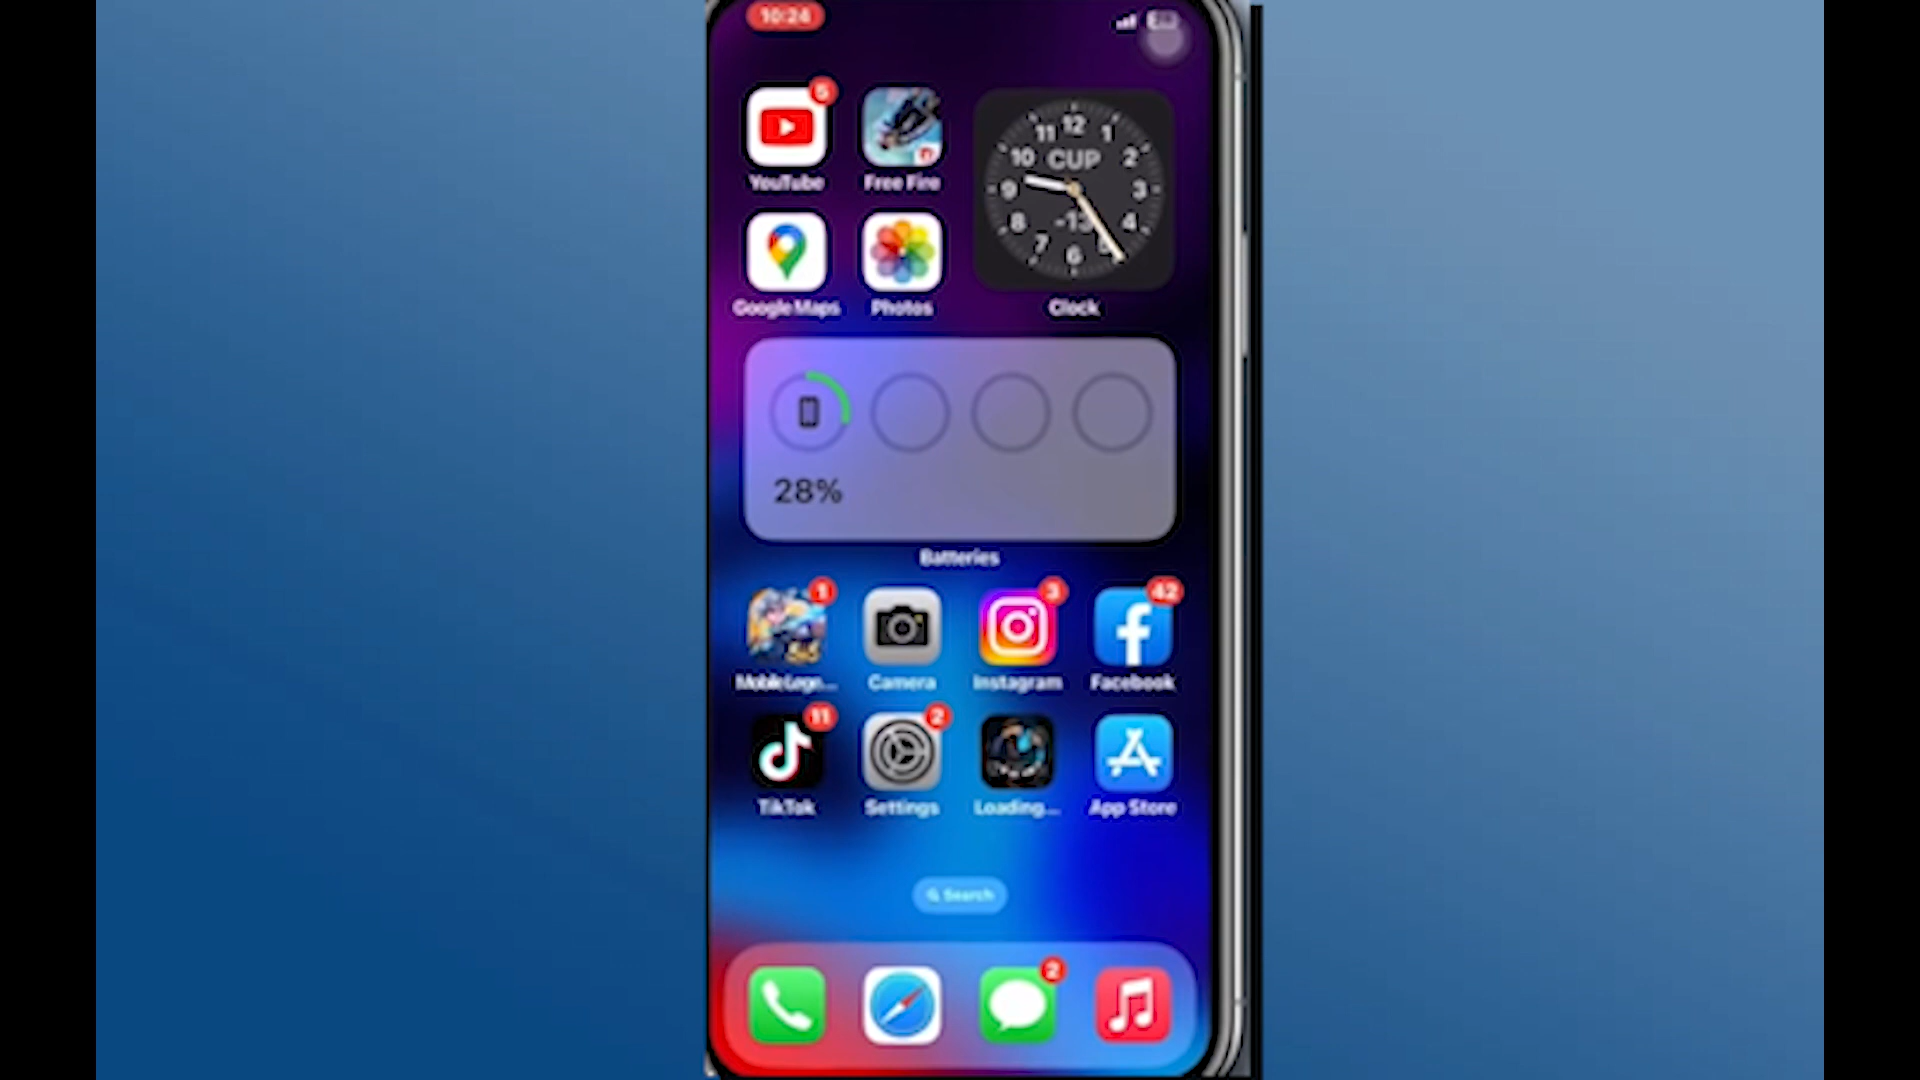 10:24
5
YouTube
Free Fire
12
11
1
10
CUP
2
9
3
8
-13
4
7
5
6
Google Maps
Photos
Clock
28%
Batteries
1
3
42
Mobile Lege...
Camera
Instagram
Facebook
11
2
TikTok
Settings
Loading...
App Store
Search
2